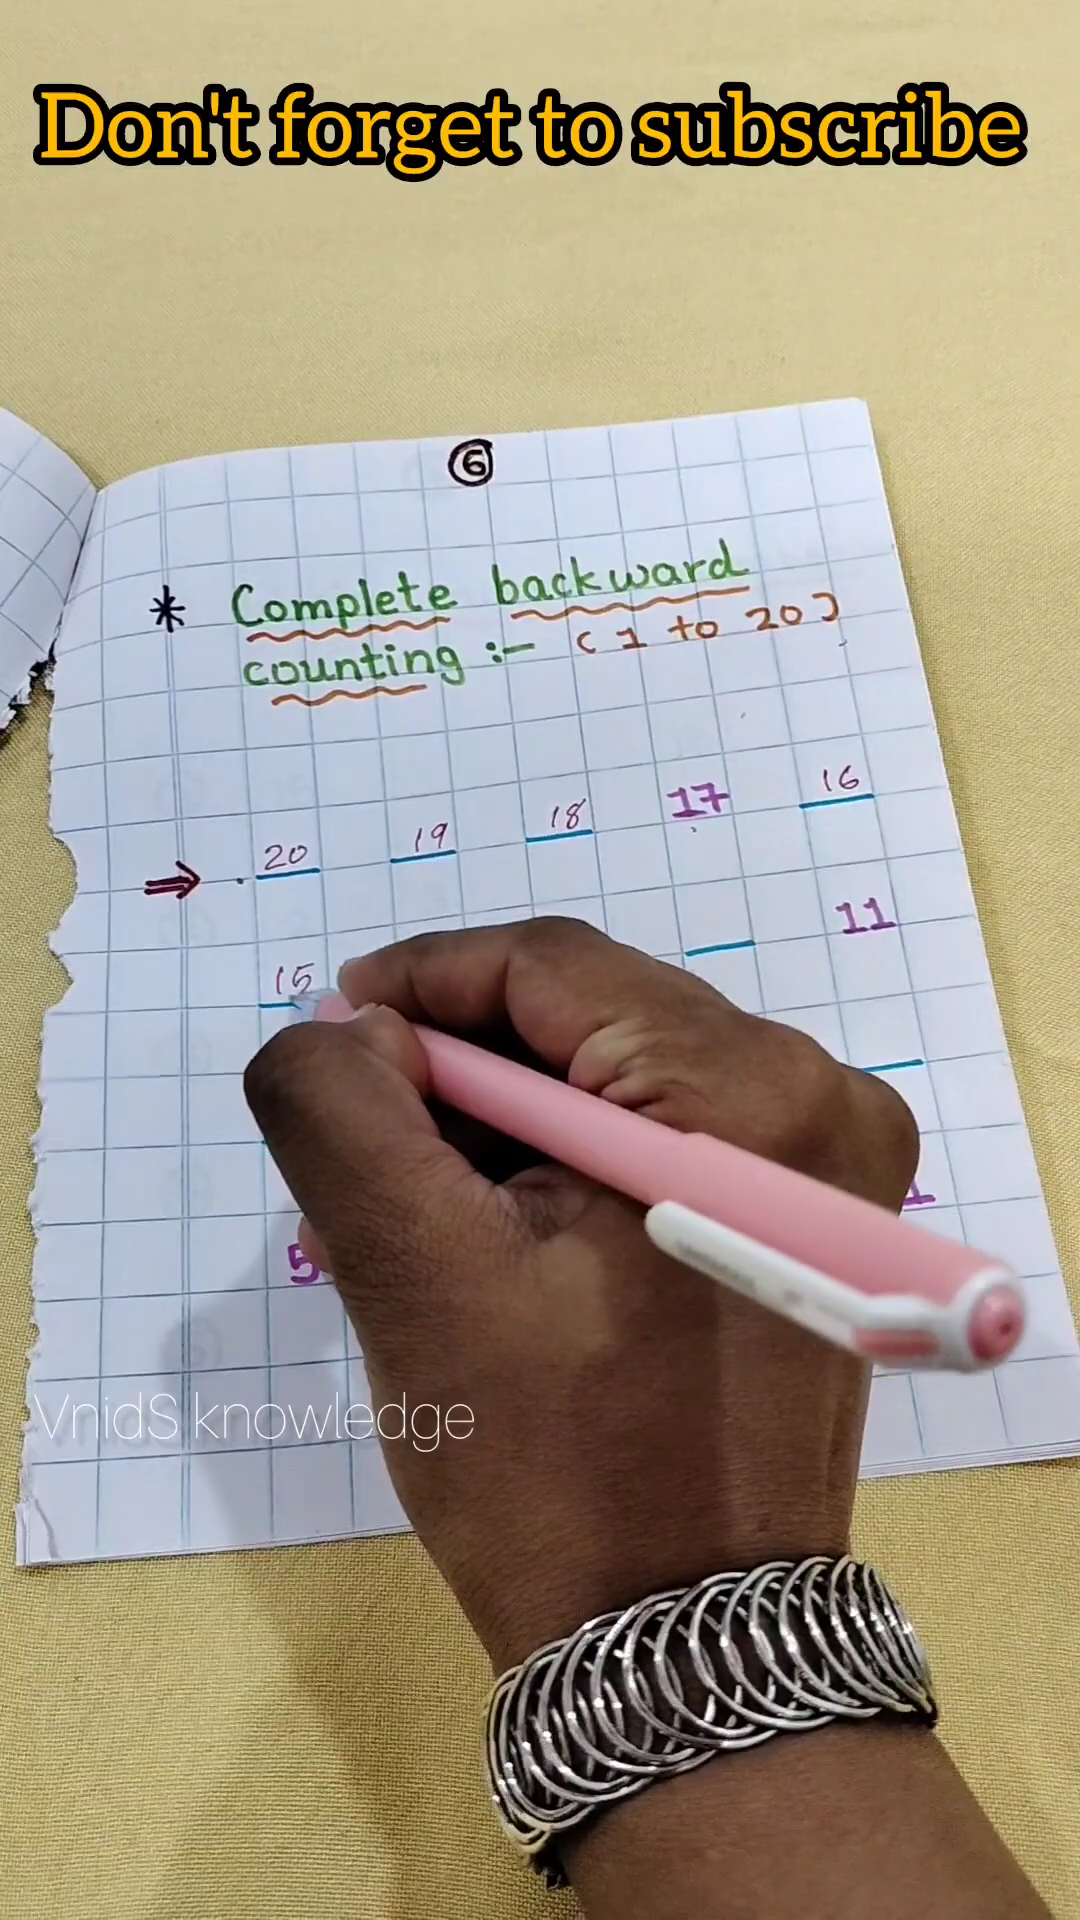 Don't forget to subscribe
6
* Complete backward
counting :- ( 1 to 20 )
⇒ 20 19 18 17 16
15 11
1
5
VnidS knowledge